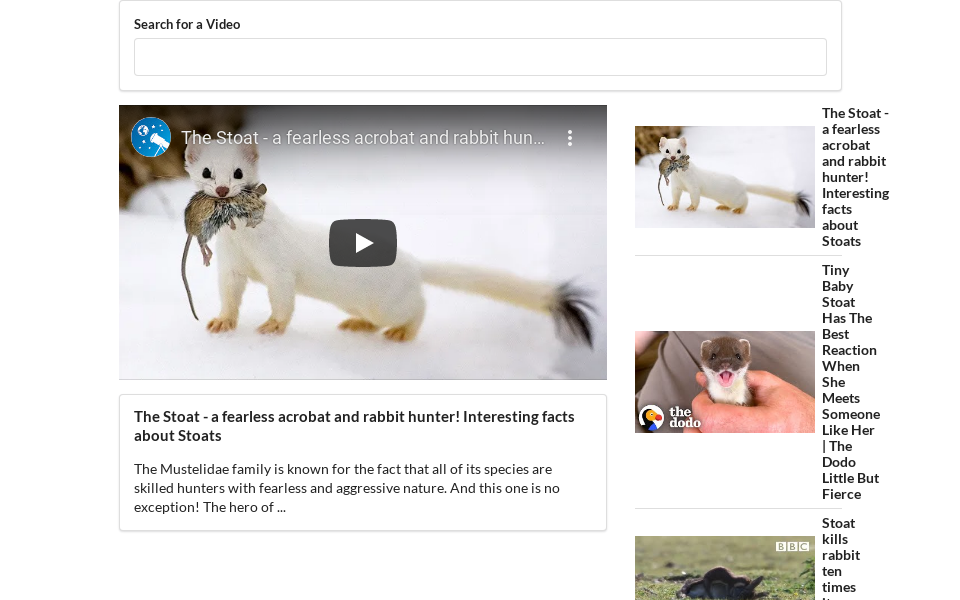 Search for a Video
The Stoat - a fearless acrobat and rabbit hun...
The Stoat - a fearless acrobat and rabbit hunter! Interesting facts
about Stoats
The Mustelidae family is known for the fact that all of its species are
skilled hunters with fearless and aggressive nature. And this one is no
exception! The hero of ...
The Stoat -
a fearless
acrobat
and rabbit
hunter!
Interesting
facts
about
Stoats
the
dodo
Tiny
Baby
Stoat
Has The
Best
Reaction
When
She
Meets
Someone
Like Her
| The
Dodo
Little But
Fierce
BBC
Stoat
kills
rabbit
ten
times